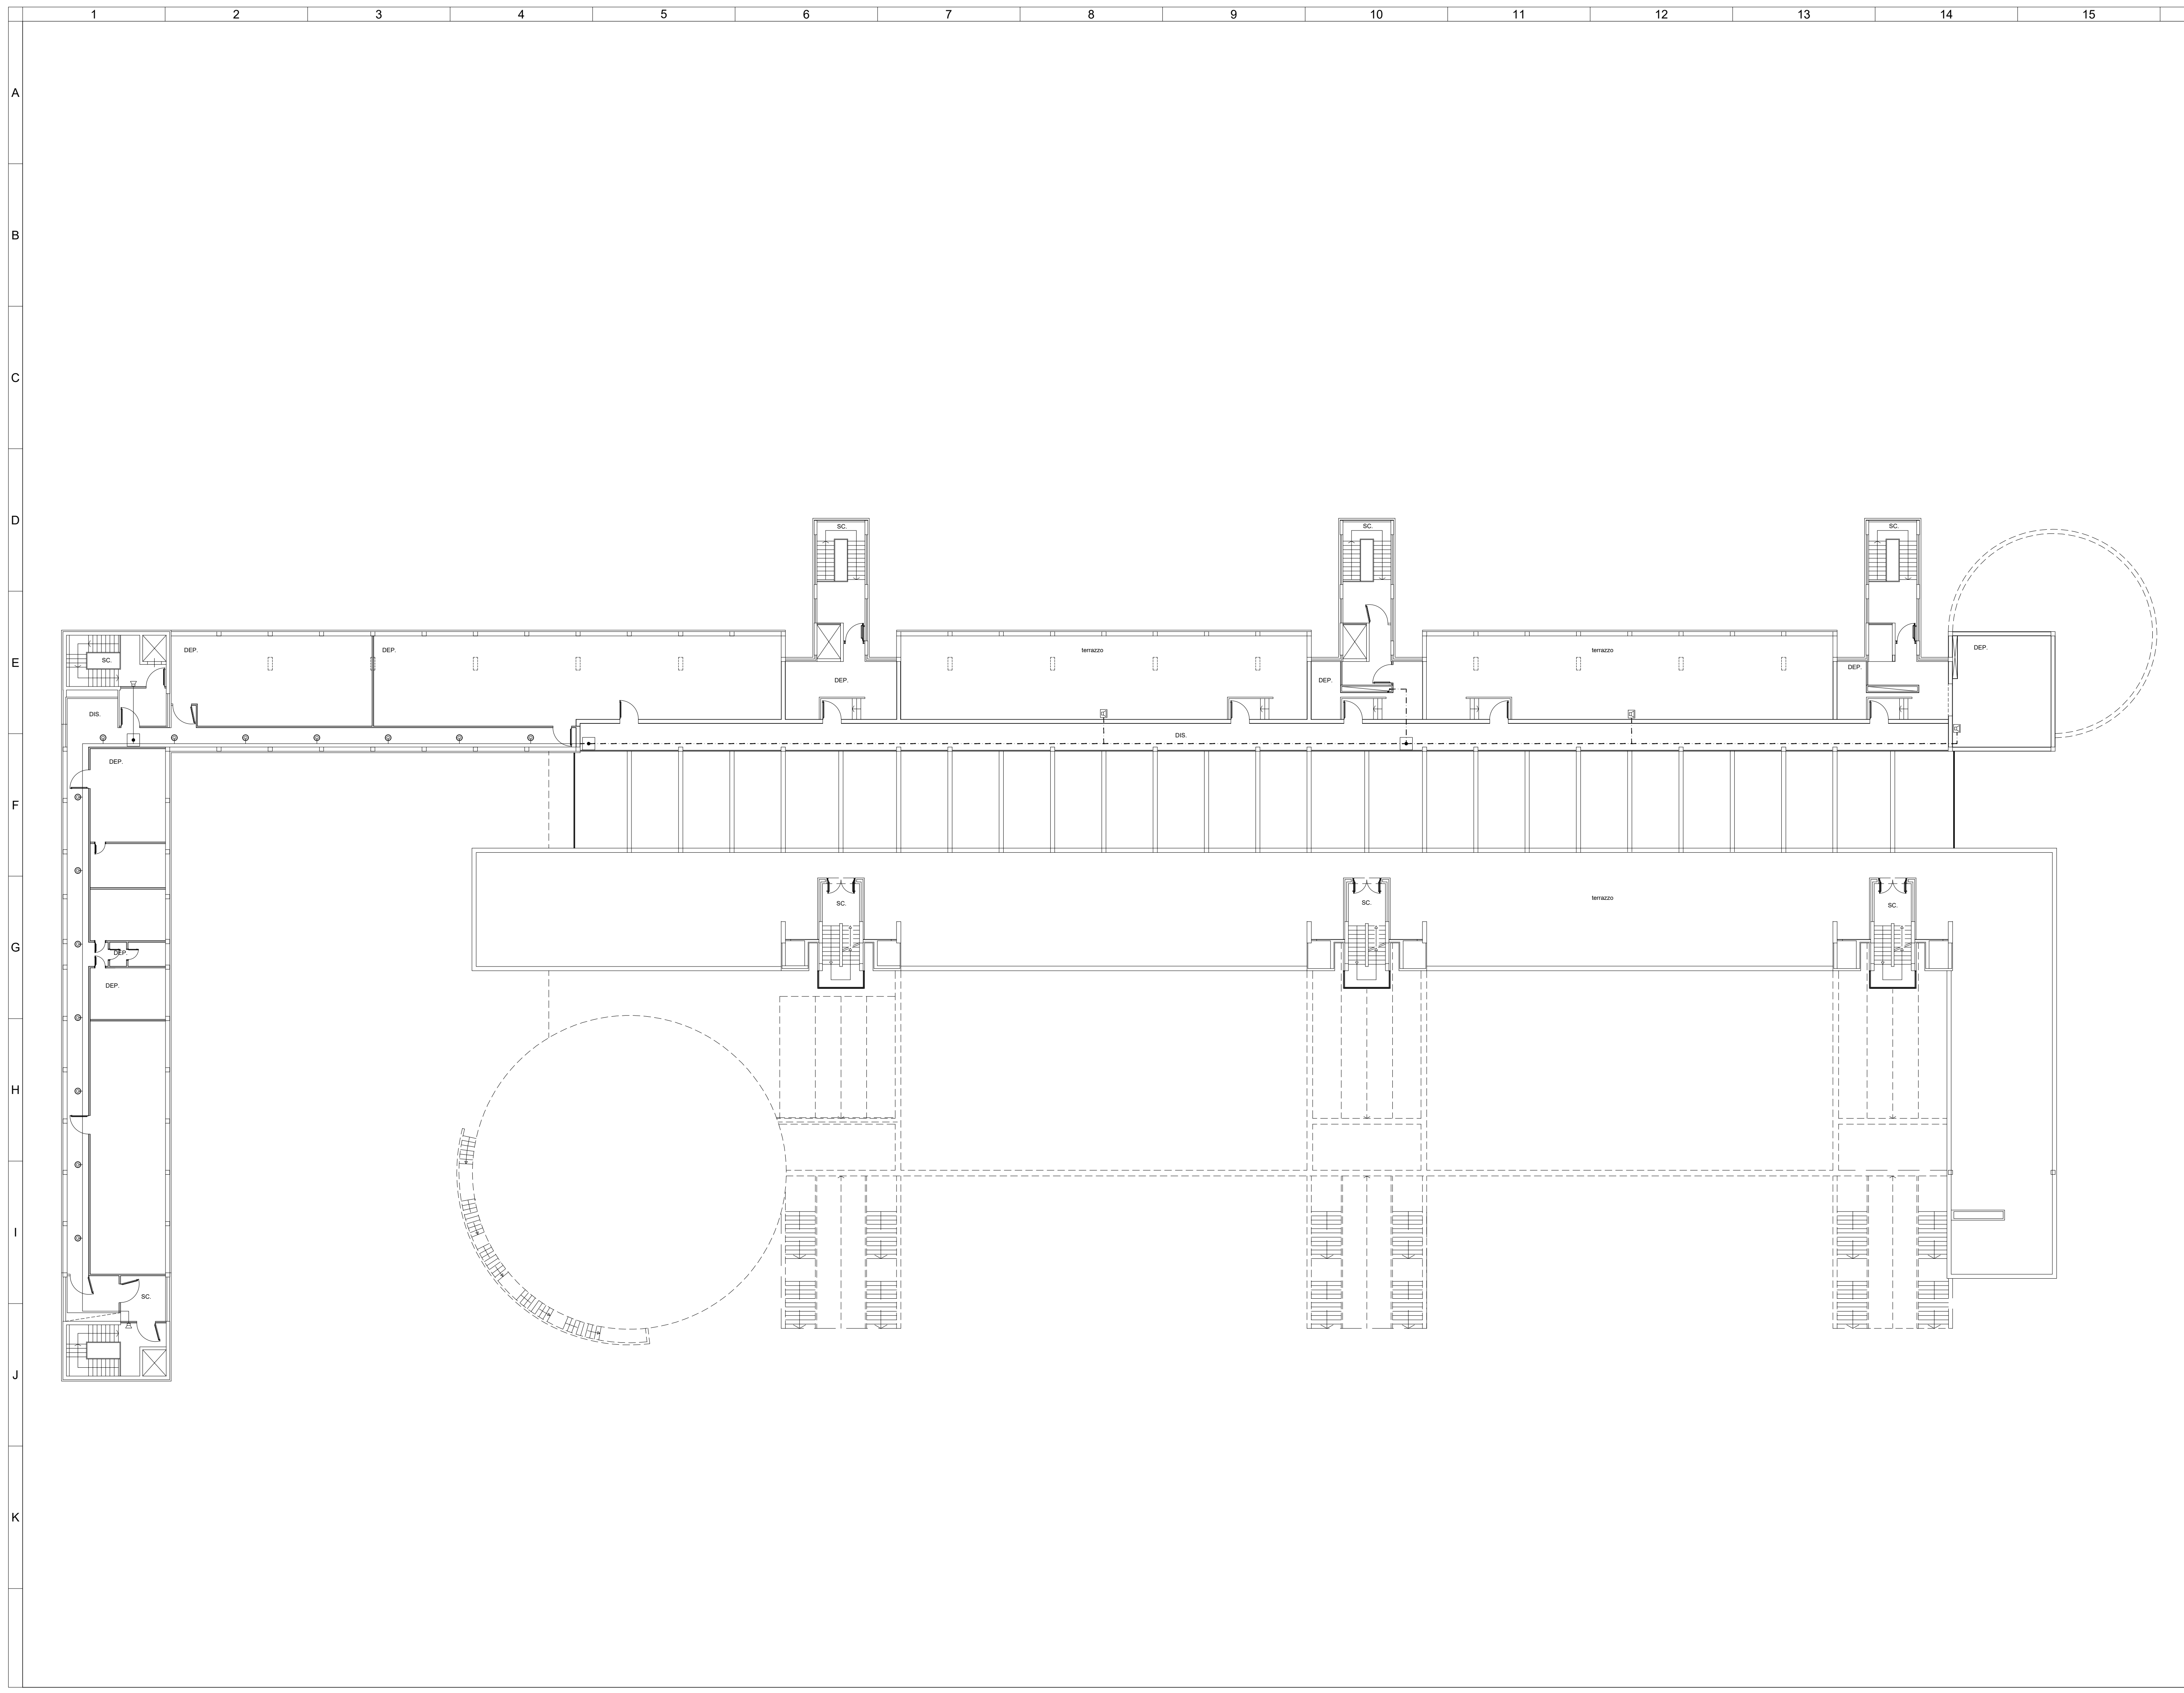 1 2 3 4 5 6 7 8 9 10 11 12 13 14 15
A
B
C
D
SC. SC. SC.
E
DEP. DEP. terrazzo terrazzo DEP.
SC. DEP. DEP. DEP.
DIS.
DIS.
DEP.
F
SC. SC. terrazzo SC.
G
DEP.
DEP.
H
I
SC.
J
K